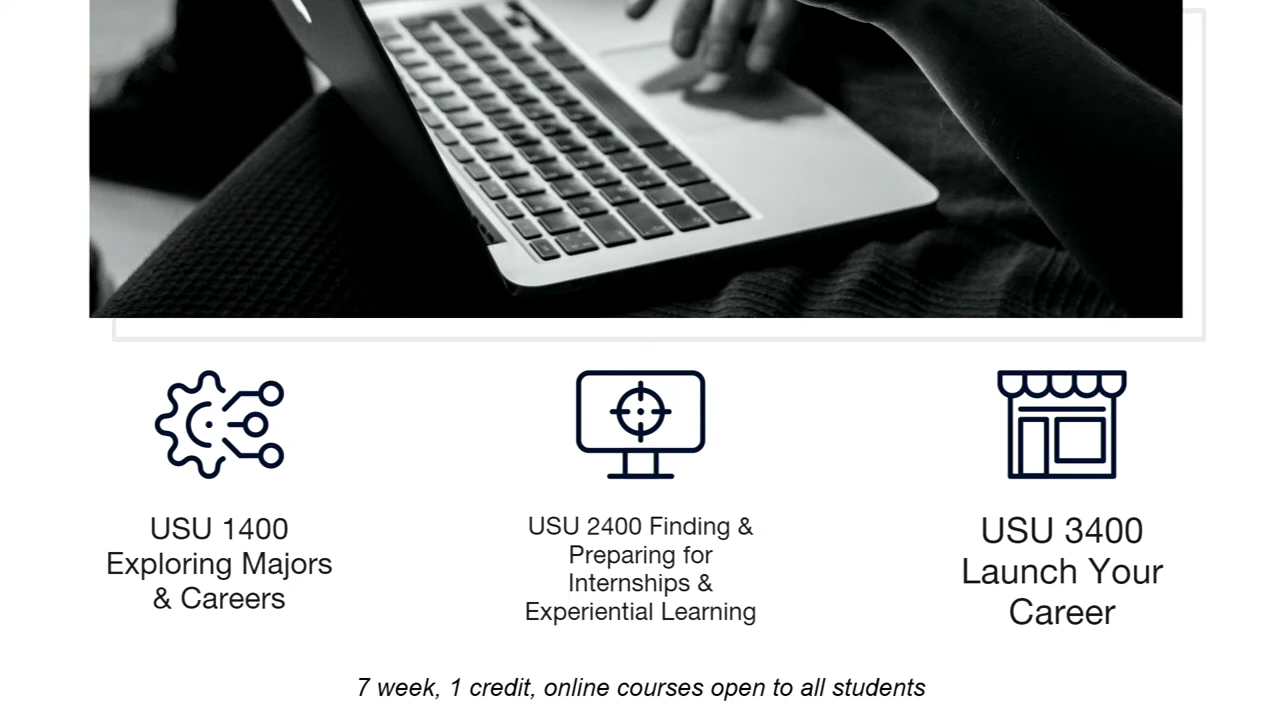 USU 1400
Exploring Majors
& Careers
USU 2400 Finding &
Preparing for
Internships &
Experiential Learning
USU 3400
Launch Your
Career
7 week, 1 credit, online courses open to all students